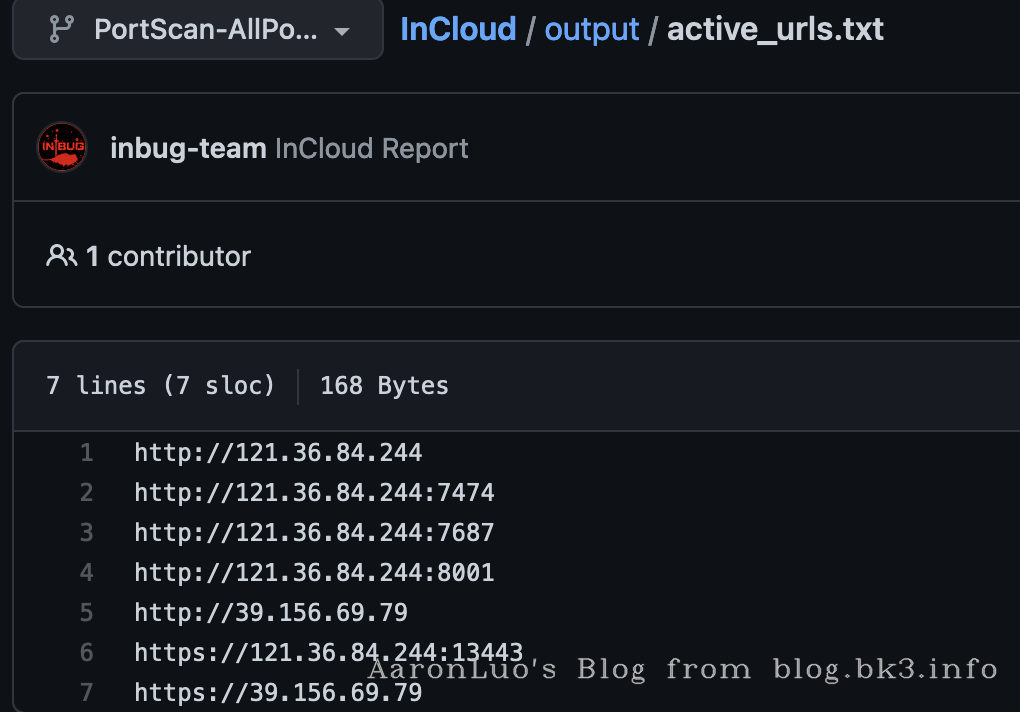 PortScan-AllPo... InCloud / output / active_urls.txt
INBUG
inbug-team InCloud Report
1 contributor
7 lines (7 sloc) 168 Bytes
1 http://121.36.84.244
2 http://121.36.84.244:7474
3 http://121.36.84.244:7687
4 http://121.36.84.244:8001
5 http://39.156.69.79
6 https://121.36.84.244:13443
AaronLuo's Blog from blog.bk3.info
7 https://39.156.69.79